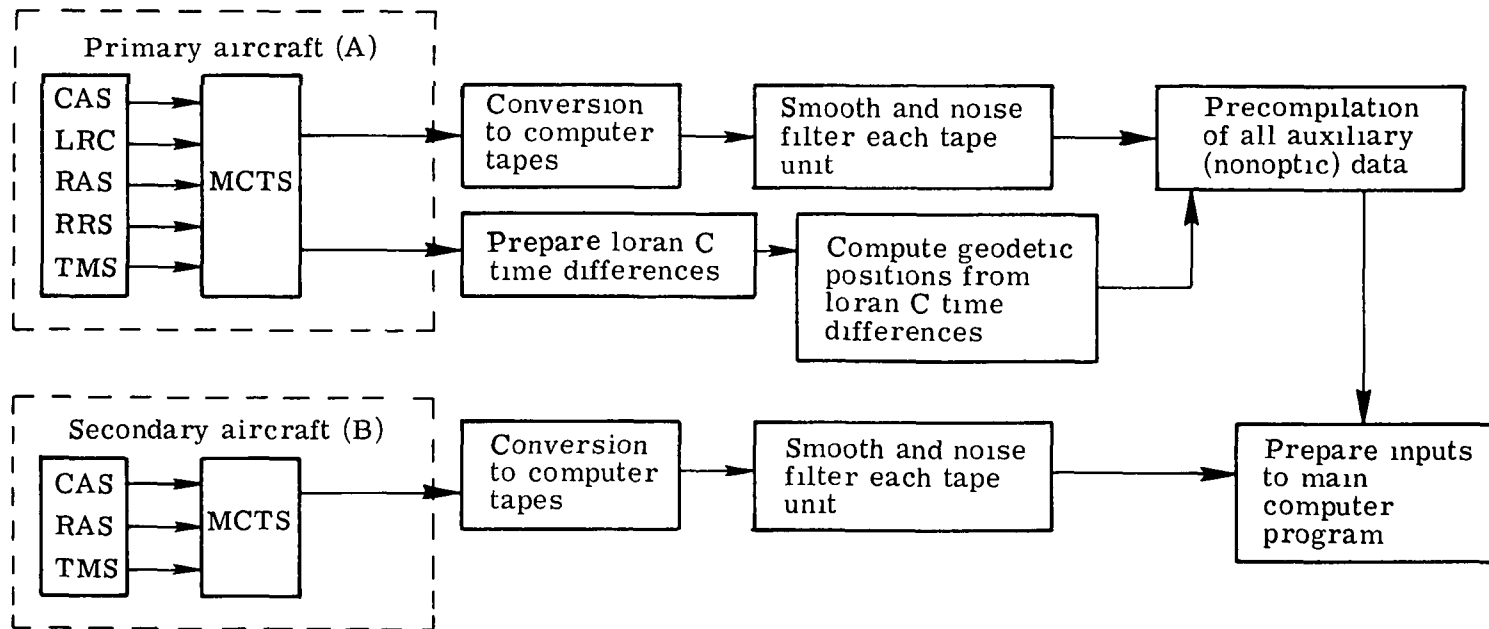 Primary aircraft (A)
CAS
LRC
RAS
RRS
TMS
MCTS
Conversion
to computer
tapes
Smooth and noise
filter each tape
unit
Precompilation
of all auxiliary
(nonoptic) data
Prepare loran C
time differences
Compute geodetic
positions from
loran C time
differences
Secondary aircraft (B)
CAS
RAS
TMS
MCTS
Conversion
to computer
tapes
Smooth and noise
filter each tape
unit
Prepare inputs
to main
computer
program